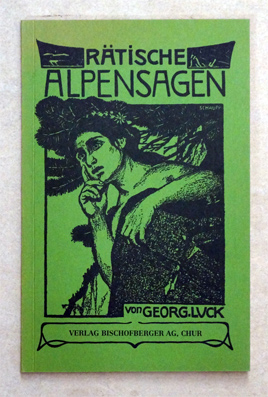 RÄTISCHE
ALPENSAGEN
von GEORG.LUCK
VERLAG BISCHOFBERGER AG, CHUR